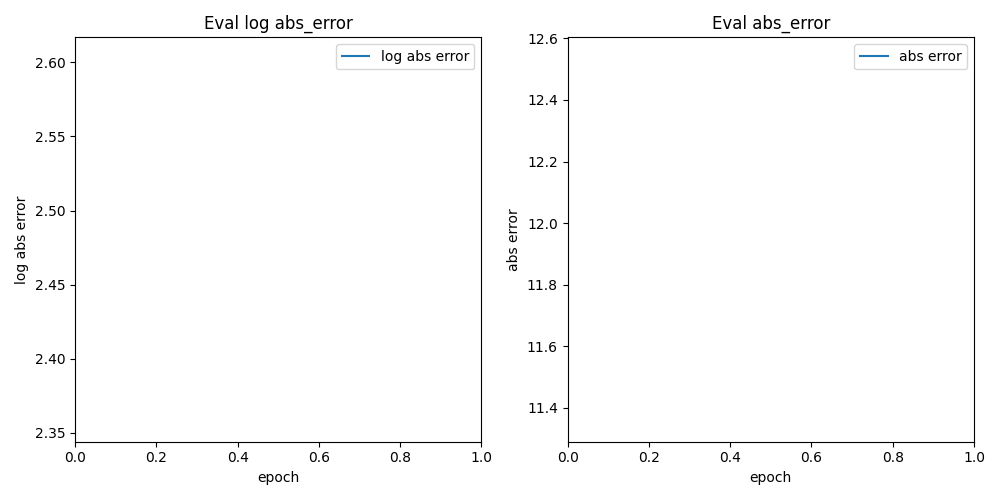 Eval log abs_error
log abs error
2.60
2.55
2.50
2.45
2.40
2.35
log abs error
0.0 0.2 0.4 0.6 0.8 1.0
epoch
Eval abs_error
abs error
12.6
12.4
12.2
12.0
11.8
11.6
11.4
abs error
0.0 0.2 0.4 0.6 0.8 1.0
epoch